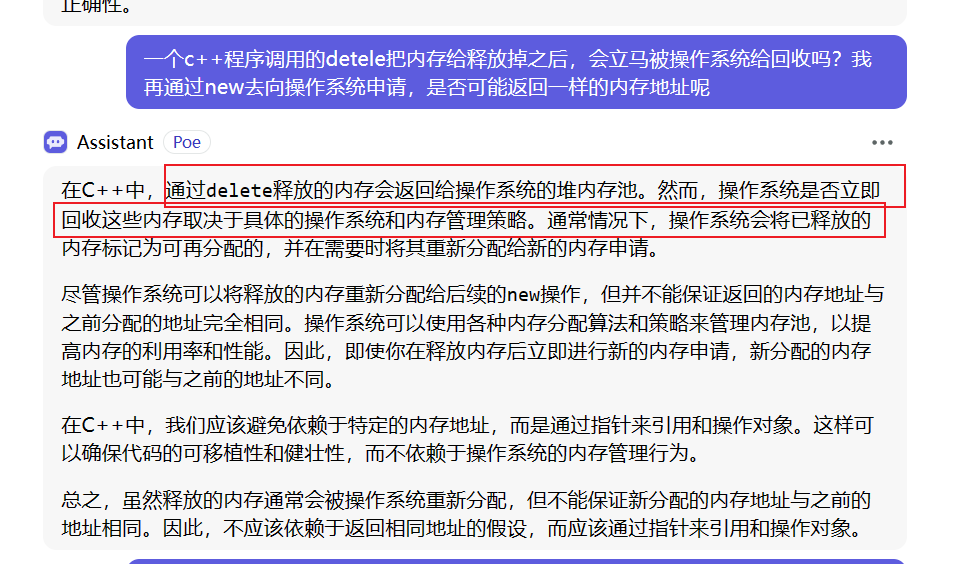 正确性。
一个c++程序调用的detele把内存给释放掉之后，会立马被操作系统给回收吗？我
再通过new去向操作系统申请，是否可能返回一样的内存地址呢
Assistant Poe
在C++中，通过delete释放的内存会返回给操作系统的堆内存池。然而，操作系统是否立即
回收这些内存取决于具体的操作系统和内存管理策略。通常情况下，操作系统会将已释放的
内存标记为可再分配的，并在需要时将其重新分配给新的内存申请。
尽管操作系统可以将释放的内存重新分配给后续的new操作，但并不能保证返回的内存地址与
之前分配的地址完全相同。操作系统可以使用各种内存分配算法和策略来管理内存池，以提
高内存的利用率和性能。因此，即使你在释放内存后立即进行新的内存申请，新分配的内存
地址也可能与之前的地址不同。
在C++中，我们应该避免依赖于特定的内存地址，而是通过指针来引用和操作对象。这样可
以确保代码的可移植性和健壮性，而不依赖于操作系统的内存管理行为。
总之，虽然释放的内存通常会被操作系统重新分配，但不能保证新分配的内存地址与之前的
地址相同。因此，不应该依赖于返回相同地址的假设，而应该通过指针来引用和操作对象。